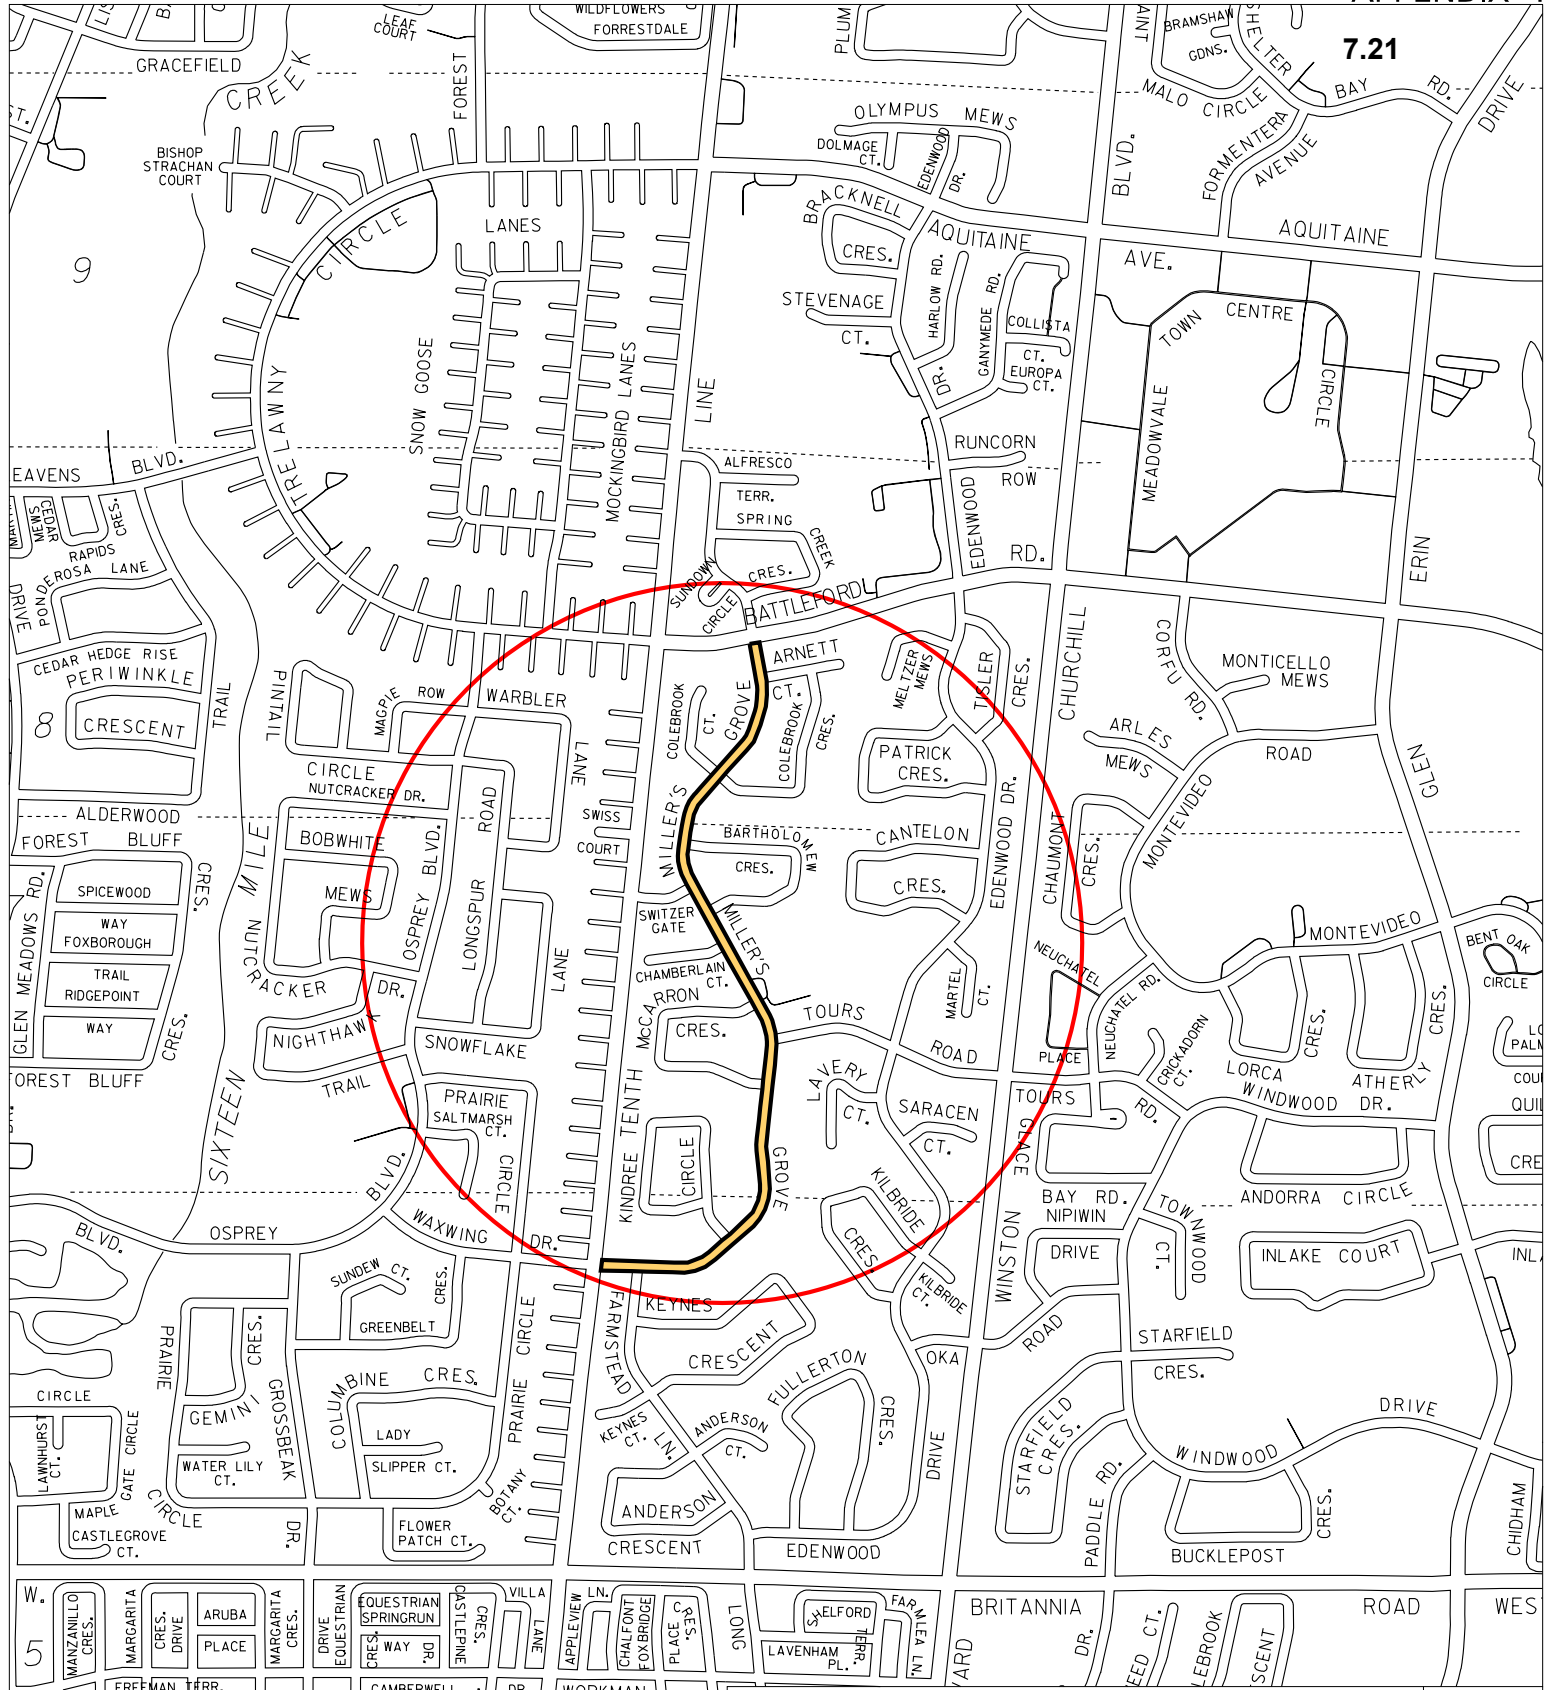 7.21
WILDFLOWERS
FORRESTDALE
LEAF
COURT
GRACEFIELD
CREEK
FOREST
PLUM
BRAMSHAW
GDNS.
SHELTER
BAY
RD.
MALO CIRCLE
DRIVE
FORMENTERA
AVENUE
OLYMPUS MEWS
DOLMAGE
CT.
EDENWOOD
DR.
BLVD.
BISHOP
STRACHAN
COURT
BRACKNELL
CRES.
AQUITAINE
AVE.
AQUITAINE
CIRCLE
LANES
9
STEVENAGE
CT.
HARLOW RD.
GANYMEDE RD.
COLLISTA
CT.
EUROPA
CT.
DR.
TOWN
CENTRE
CIRCLE
MEADOWVALE
SNOW GOOSE
MOCKINGBIRD LANES
LINE
TRELAWNY
EAVENS
BLVD.
CEDAR
MEWS
CRES.
RAPIDS
PONDEROSA LANE
DRIVE
ALFRESCO
TERR.
SPRING
CREEK
CRES.
SUNDOWN
CIRCLE
RUNCORN
ROW
EDENWOOD
RD.
BATTLEFORD
ERIN
CEDAR HEDGE RISE
PERIWINKLE
CRESCENT
TRAIL
8
PINTAIL
MAGPIE
ROW
WARBLER
LANE
CIRCLE
NUTCRACKER DR.
ARNETT
CT.
COLEBROOK
CT.
GROVE
COLEBROOK
CRES.
MELTZER
MEWS
TISLER
CRES.
CHURCHILL
CORFU RD.
MONTICELLO
MEWS
ARLES
MEWS
ROAD
GLEN
PATRICK
CRES.
ALDERWOOD
FOREST BLUFF
CRES.
SPICEWOOD
WAY
FOXBOROUGH
TRAIL
RIDGEPOINT
WAY
GLEN MEADOWS RD.
CRES.
FOREST BLUFF
MILE
SIXTEEN
BOBWHITE
MEWS
OSPREY BLVD.
ROAD
LONGSPUR
SWISS
COURT
MILLER'S
BARTHOLOMEW
CRES.
CANTELON
CRES.
EDENWOOD DR.
CHAUMONT
CRES.
MONTEVIDEO
NUTCRACKER
DR.
NIGHTHAWK
TRAIL
LANE
SNOWFLAKE
SWITZER
GATE
MILLER'S
CHAMBERLAIN
CT.
McCARRON
CRES.
TOURS
ROAD
MARTEL
CT.
NEUCHATEL
PLACE
NEUCHATEL RD.
MONTEVIDEO
BENT OAK
CIRCLE
CRICKADORN
CT.
LORCA
CRES.
ATHERLY
CRES.
WINDWOOD DR.
PRAIRIE
SALTMARSH
CT.
CIRCLE
KINDREE
TENTH
CIRCLE
GROVE
LAVERY
CT.
SARACEN
CT.
TOURS
RD.
GLACE
BAY RD.
NIPIWIN
DRIVE
TOWNWOOD
CT.
ANDORRA CIRCLE
INLAKE COURT
BLVD.
OSPREY
BLVD.
WAXWING
DR.
KILBRIDE
CRES.
KILBRIDE
CT.
WINSTON
SUNDEW CT.
CRES.
GREENBELT
PRAIRIE
CRES.
GEMINI
GROSSBEAK
DR.
COLUMBINE CRES.
LADY
SLIPPER CT.
PRAIRIE CIRCLE
FARMSTEAD
LN.
KEYNES
CRESCENT
KEYNES
CT.
ANDERSON
CT.
FULLERTON
CRES.
OKA
ROAD
STARFIELD
CRES.
STARFIELD
CRES.
DRIVE
WINDWOOD
CIRCLE
LAWNHURST
CT.
GATE CIRCLE
MAPLE
CASTLEGROVE
CT.
CIRCLE
WATER LILY
CT.
FLOWER
PATCH CT.
BOTANY
CT.
ANDERSON
CRESCENT
EDENWOOD
DRIVE
PADDLE RD.
BUCKLEPOST
CRES.
CHIDHAM
W.
5
MANZANILLO
CRES.
MARGARITA
CRES.
DRIVE
ARUBA
PLACE
MARGARITA
CRES.
DRIVE
EQUESTRIAN
EQUESTRIAN
SPRINGRUN
CRES.
WAY
DR.
CASTLEPINE
CRES.
VILLA
LANE
APPLEVIEW
LN.
CHALFONT
FOXBRIDGE
PLACE
CRES.
LONG
SHELFORD
TERR.
LAVENHAM
PL.
FARMLEA LN.
BRITANNIA
ROAD
WEST
DR.
FREEMAN TERR.
CAMBERWELL
DR.
WORKMAN